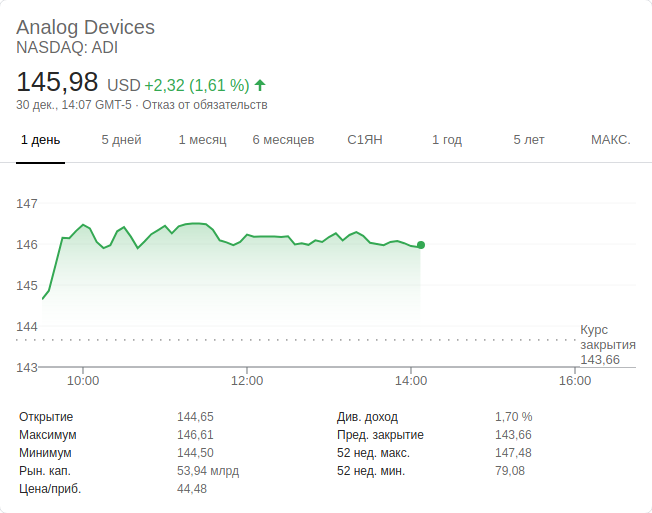 Analog Devices
NASDAQ: ADI
145,98 USD +2,32 (1,61 %)
30 дек., 14:07 GMT-5 · Отказ от обязательств
1 день 5 дней 1 месяц 6 месяцев С1ЯН 1 год 5 лет МАКС.
147
146
145
144
143
Курс
закрытия
143,66
10:00 12:00 14:00 16:00
Открытие 144,65 Див. доход 1,70 %
Максимум 146,61 Пред. закрытие 143,66
Минимум 144,50 52 нед. макс. 147,48
Рын. кап. 53,94 млрд 52 нед. мин. 79,08
Цена/приб. 44,48